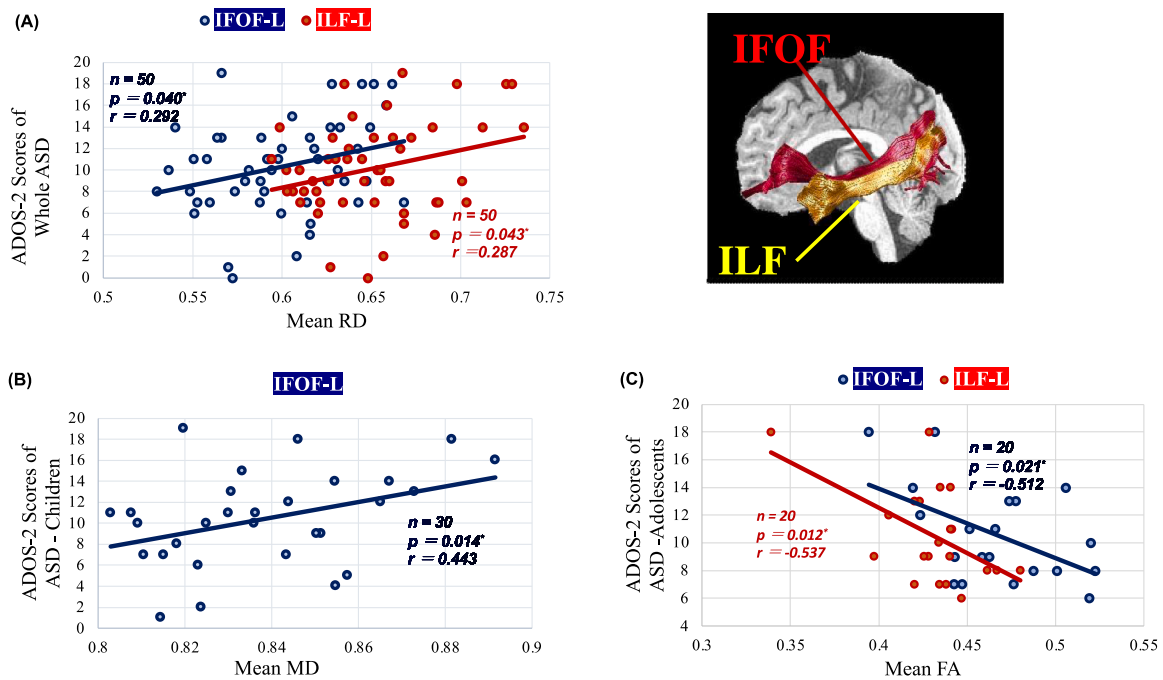 (A)
IFOF-L ILF-L
ADOS-2 Scores of
Whole ASD
20
18
16
14
12
10
8
6
4
2
0
n = 50
p = 0.040*
r = 0.292
n = 50
p = 0.043*
r = 0.287
0.5 0.55 0.6 0.65 0.7 0.75
Mean RD
IFOF
ILF
(B)
IFOF-L
ADOS-2 Scores of
ASD - Children
20
18
16
14
12
10
8
6
4
2
0
n = 30
p = 0.014*
r = 0.443
0.8 0.82 0.84 0.86 0.88 0.9
Mean MD
(C)
IFOF-L ILF-L
ADOS-2 Scores of
ASD -Adolescents
20
18
16
14
12
10
8
6
4
n = 20
p = 0.021*
r = -0.512
n = 20
p = 0.012*
r = -0.537
0.3 0.35 0.4 0.45 0.5 0.55
Mean FA